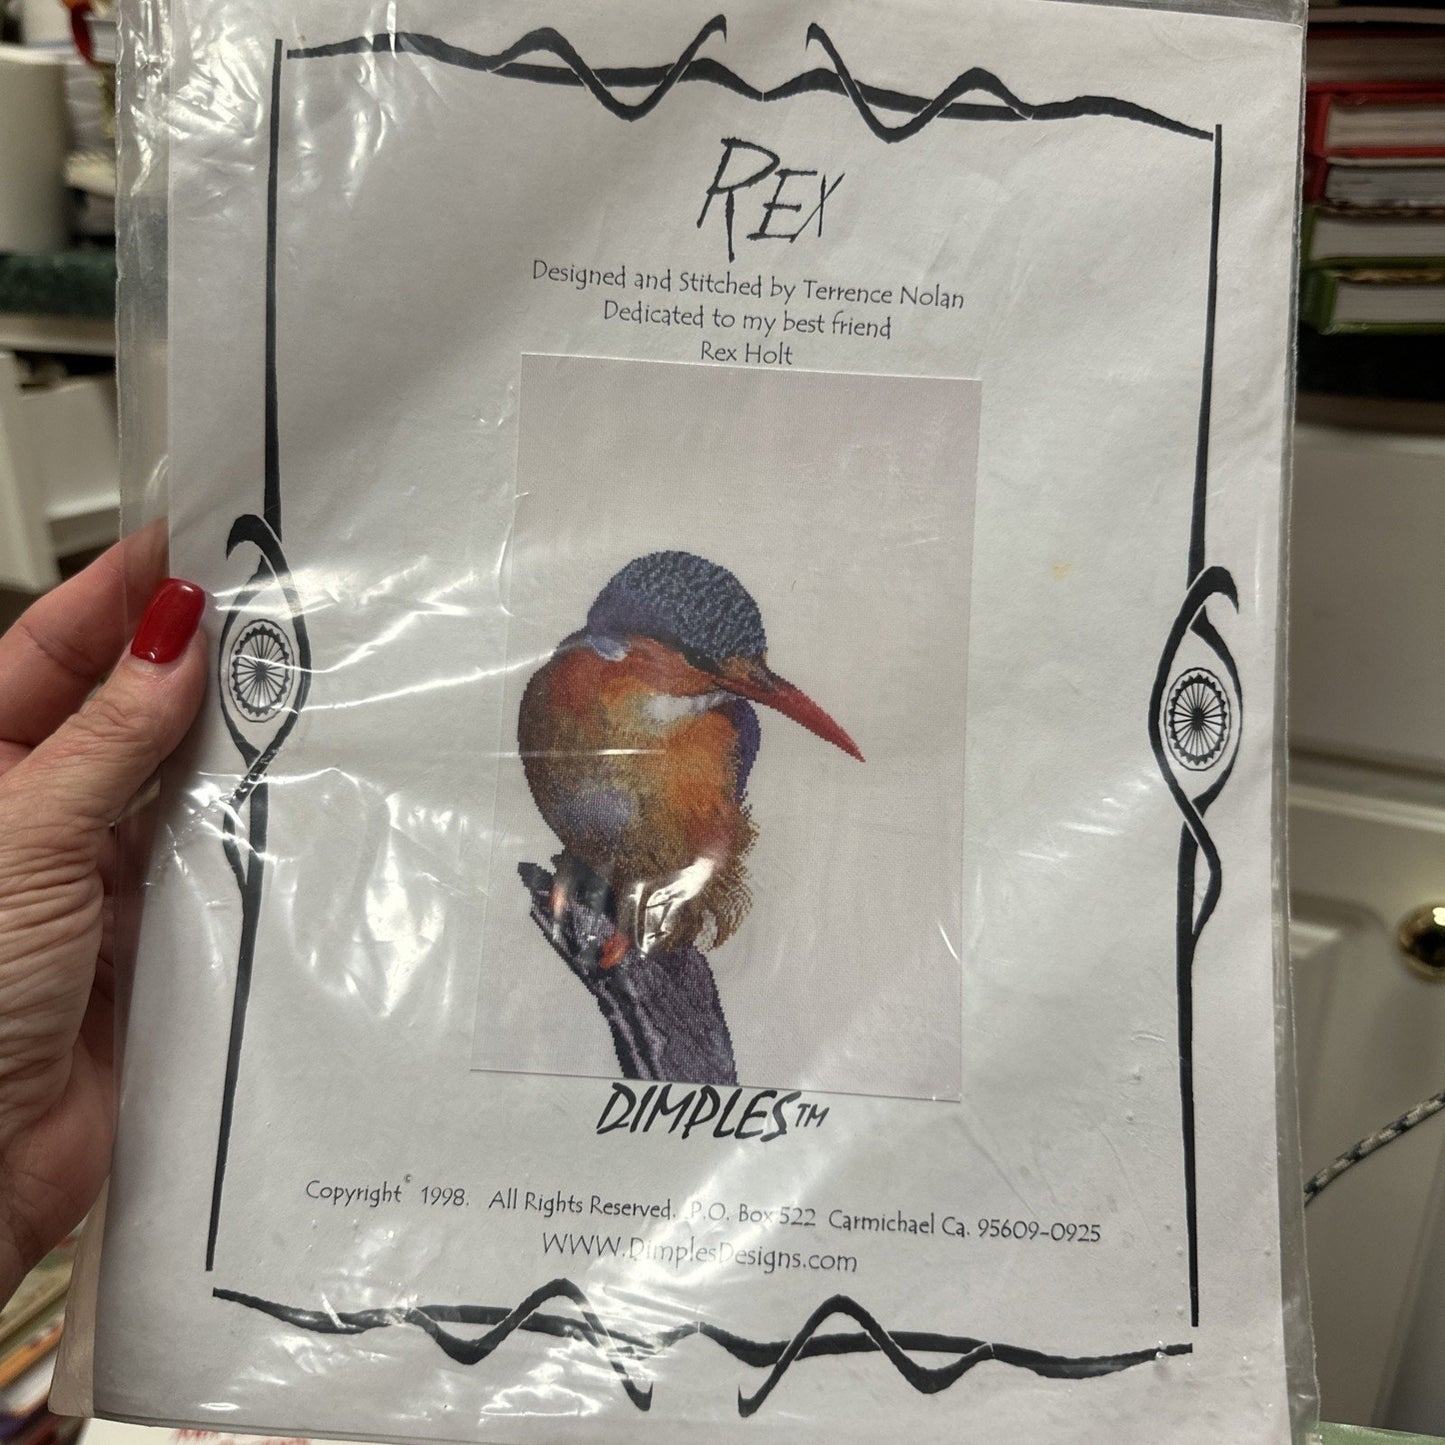 REX
Designed and Stitched by Terrence Nolan
Dedicated to my best friend
Rex Holt
DIMPLES™
Copyright© 1998. All Rights Reserved. P.O. Box 522 Carmichael Ca. 95609-0925
WWW.DimplesDesigns.com